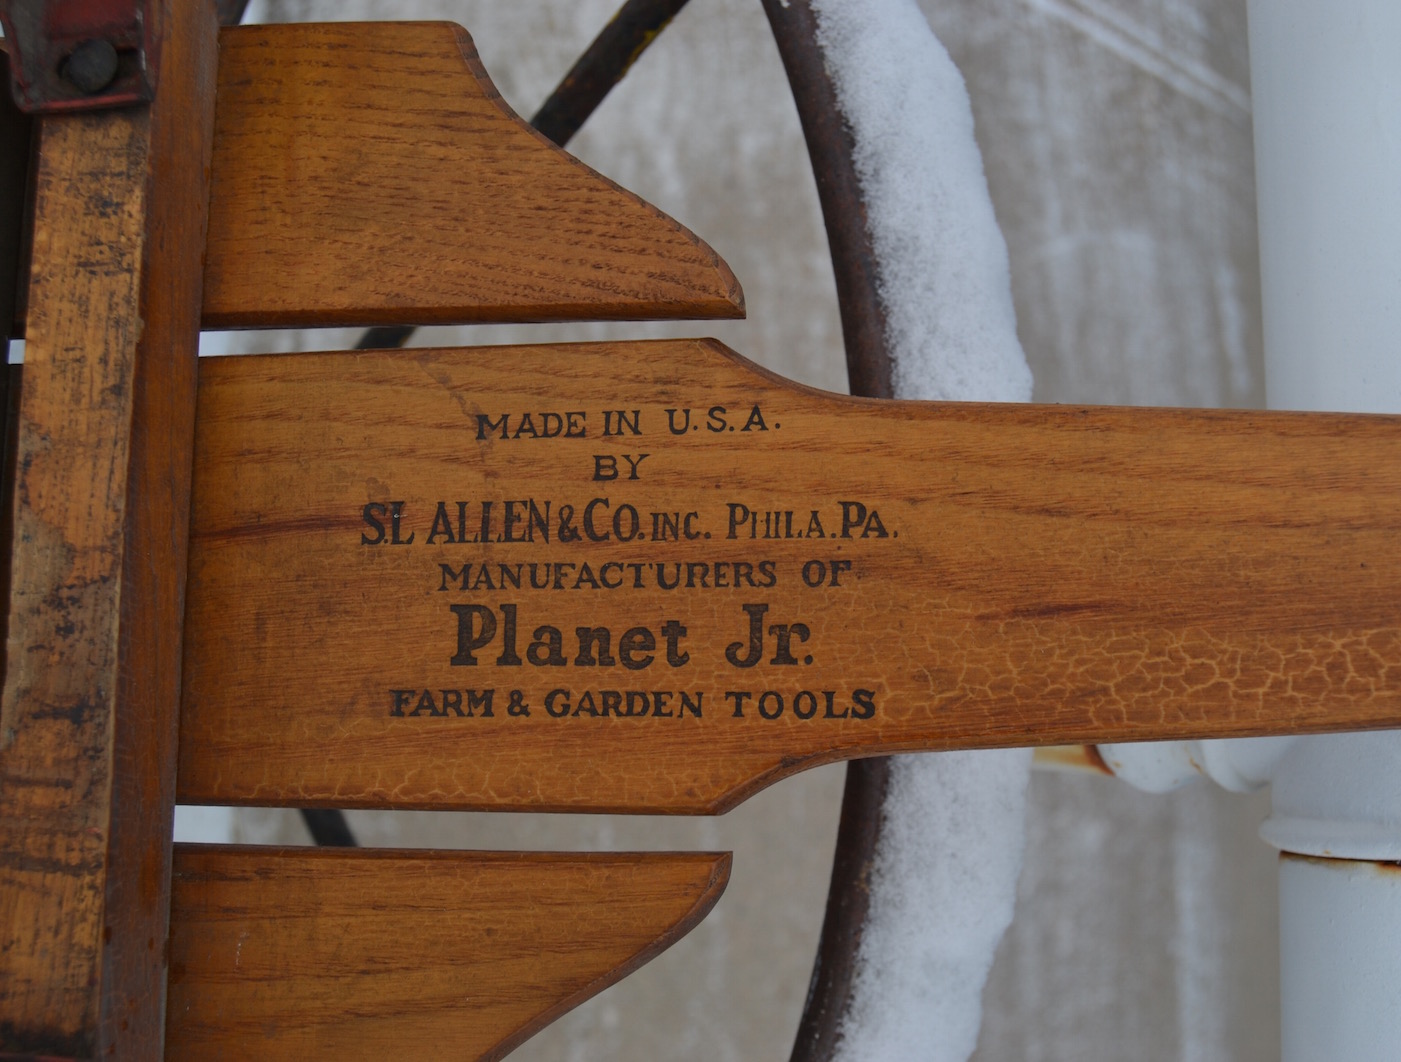 MADE IN U.S.A.
BY
S.L ALLEN & CO. INC. PHILA. PA.
MANUFACTURERS OF
Planet Jr.
FARM & GARDEN TOOLS